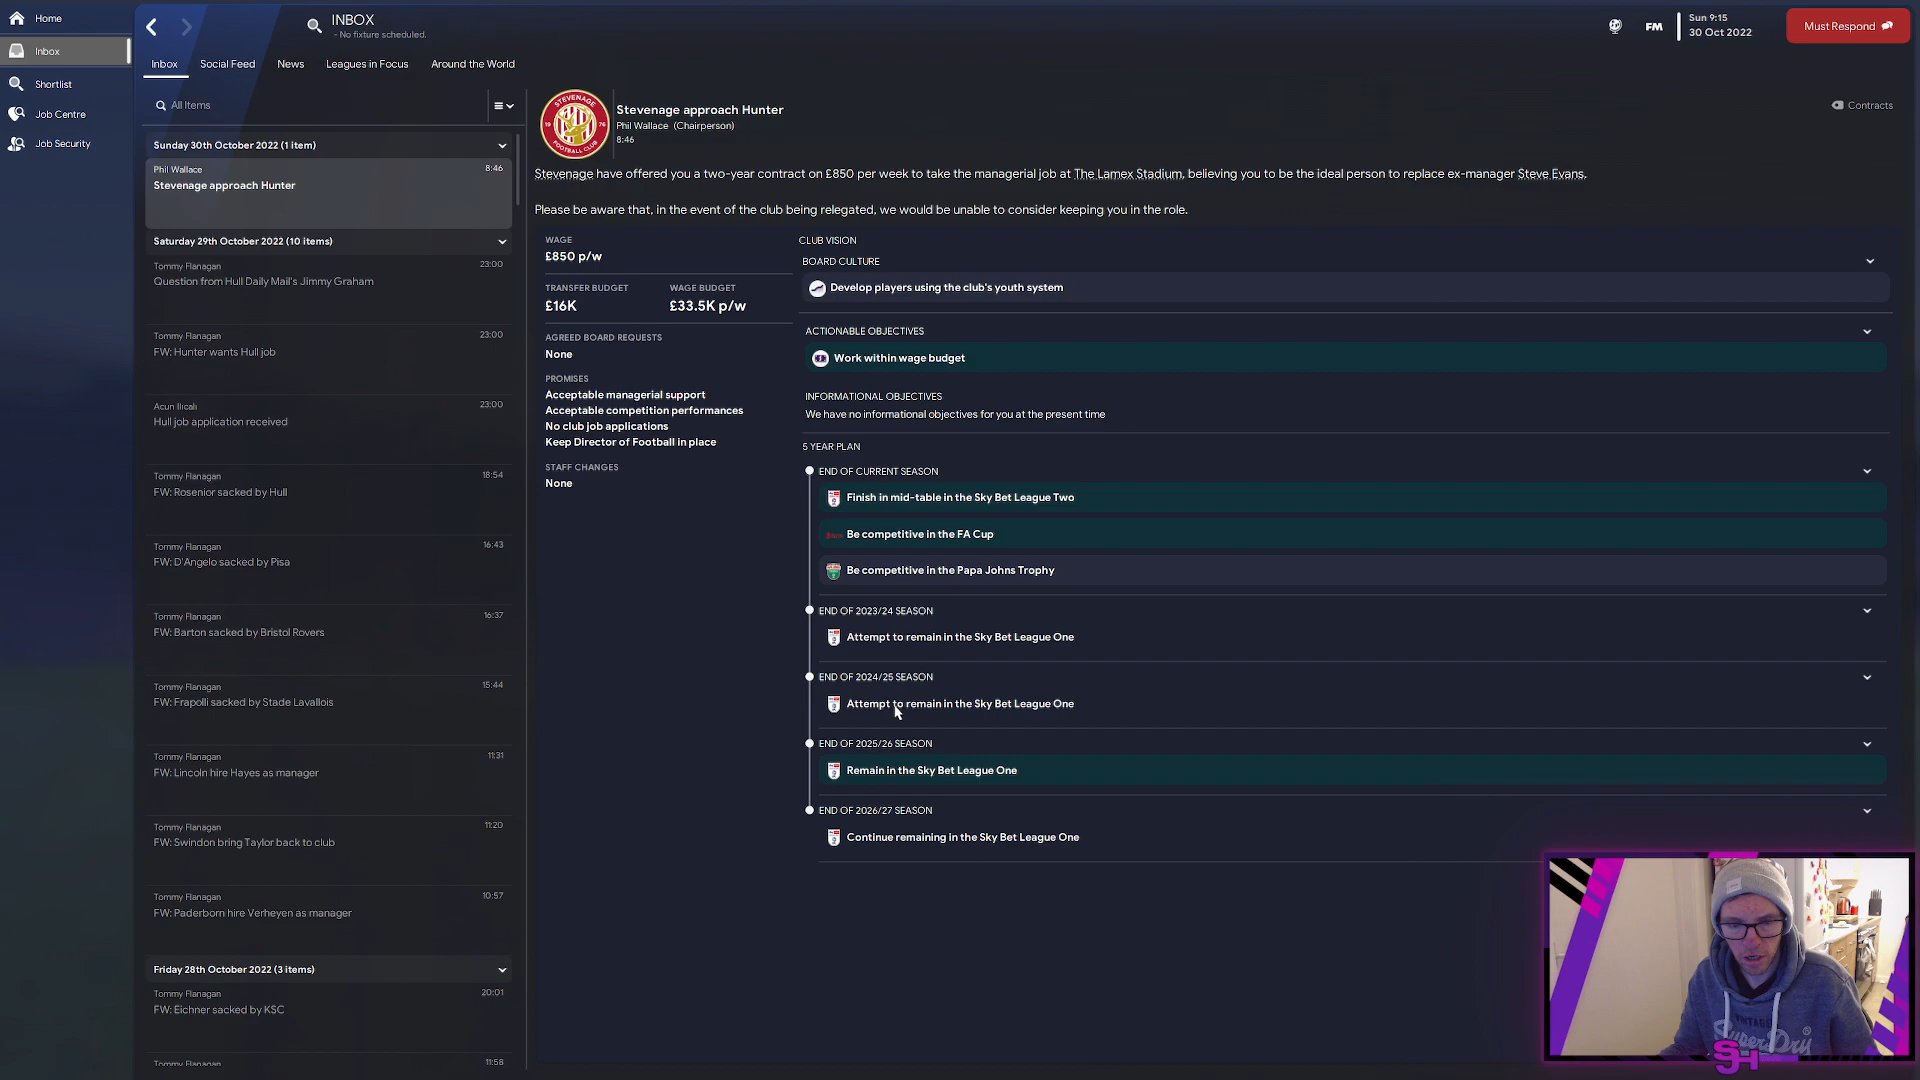 Home
Inbox
Shortlist
Job Centre
Job Security
INBOX
- No fixture scheduled.
FM
Sun 9:15
30 Oct 2022
Must Respond
Inbox
Social Feed
News
Leagues in Focus
Around the World
All Items
Sunday 30th October 2022 (1 item)
Phil Wallace
8:46
Stevenage approach Hunter
Saturday 29th October 2022 (10 items)
Tommy Flanagan
23:00
Question from Hull Daily Mail's Jimmy Graham
Tommy Flanagan
23:00
FW: Hunter wants Hull job
Acun Ilıcalı
23:00
Hull job application received
Tommy Flanagan
18:54
FW: Rosenior sacked by Hull
Tommy Flanagan
16:43
FW: D'Angelo sacked by Pisa
Tommy Flanagan
16:37
FW: Barton sacked by Bristol Rovers
Tommy Flanagan
15:44
FW: Frapolli sacked by Stade Lavallois
Tommy Flanagan
11:31
FW: Lincoln hire Hayes as manager
Tommy Flanagan
11:20
FW: Swindon bring Taylor back to club
Tommy Flanagan
10:57
FW: Paderborn hire Verheyen as manager
Friday 28th October 2022 (3 items)
Tommy Flanagan
20:01
FW: Eichner sacked by KSC
Tommy Flanagan
11:58
STEVENAGE
19 76
FOOTBALL CLUB
Stevenage approach Hunter
Phil Wallace (Chairperson)
8:46
Contracts
Stevenage have offered you a two-year contract on £850 per week to take the managerial job at The Lamex Stadium, believing you to be the ideal person to replace ex-manager Steve Evans.
Please be aware that, in the event of the club being relegated, we would be unable to consider keeping you in the role.
WAGE
£850 p/w
TRANSFER BUDGET
£16K
WAGE BUDGET
£33.5K p/w
AGREED BOARD REQUESTS
None
PROMISES
Acceptable managerial support
Acceptable competition performances
No club job applications
Keep Director of Football in place
STAFF CHANGES
None
CLUB VISION
BOARD CULTURE
Develop players using the club's youth system
ACTIONABLE OBJECTIVES
Work within wage budget
INFORMATIONAL OBJECTIVES
We have no informational objectives for you at the present time
5 YEAR PLAN
END OF CURRENT SEASON
Finish in mid-table in the Sky Bet League Two
Be competitive in the FA Cup
Be competitive in the Papa Johns Trophy
END OF 2023/24 SEASON
Attempt to remain in the Sky Bet League One
END OF 2024/25 SEASON
Attempt to remain in the Sky Bet League One
END OF 2025/26 SEASON
Remain in the Sky Bet League One
END OF 2026/27 SEASON
Continue remaining in the Sky Bet League One
VINTAGE
SuperDry
SH